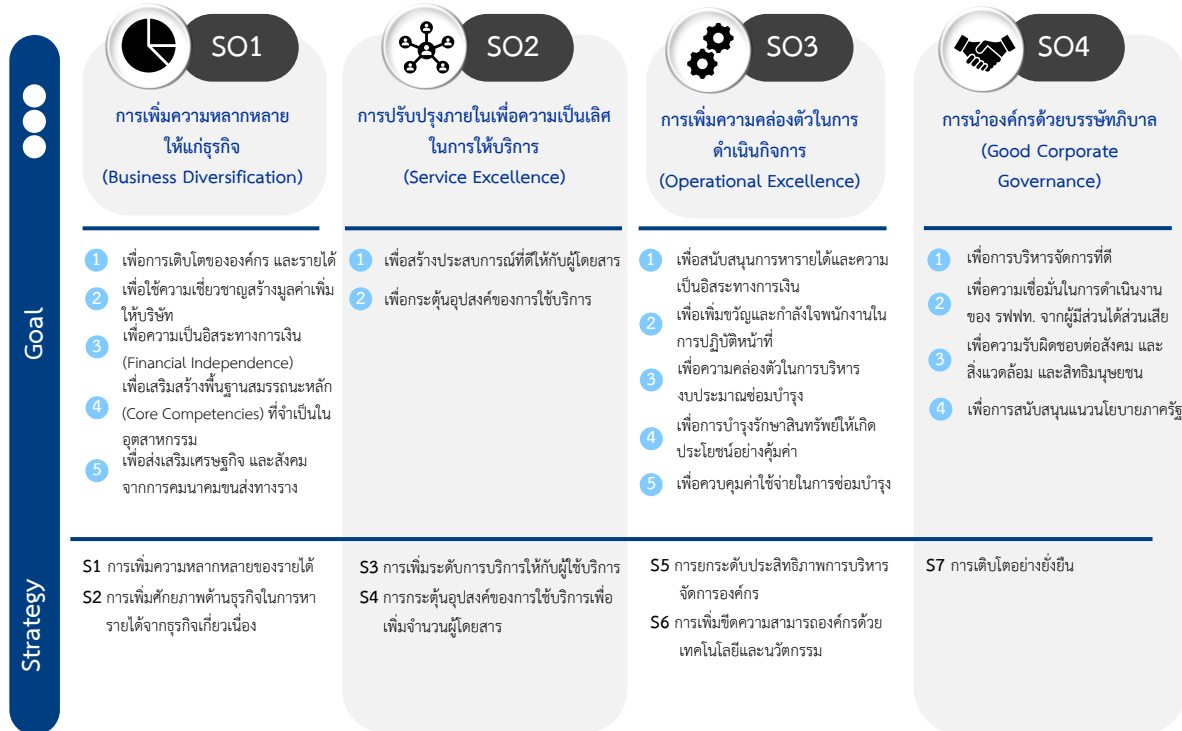 SO1
การเพิ่มความหลากหลาย
ให้แก่ธุรกิจ
(Business Diversification)
SO2
การปรับปรุงภายในเพื่อความเป็นเลิศ
ในการให้บริการ
(Service Excellence)
SO3
การเพิ่มความคล่องตัวในการ
ดำเนินกิจการ
(Operational Excellence)
SO4
การนำองค์กรด้วยบรรษัทภิบาล
(Good Corporate
Governance)
Goal
1 เพื่อการเติบโตขององค์กร และรายได้
2 เพื่อใช้ความเชี่ยวชาญสร้างมูลค่าเพิ่ม
ให้บริษัท
3 เพื่อความเป็นอิสระทางการเงิน
(Financial Independence)
4 เพื่อเสริมสร้างพื้นฐานสมรรถนะหลัก
(Core Competencies) ที่จำเป็นใน
อุตสาหกรรม
5 เพื่อส่งเสริมเศรษฐกิจ และสังคม
จากการคมนาคมขนส่งทางราง
1 เพื่อสร้างประสบการณ์ที่ดีให้กับผู้โดยสาร
2 เพื่อกระตุ้นอุปสงค์ของการใช้บริการ
1 เพื่อสนับสนุนการหารายได้และความ
เป็นอิสระทางการเงิน
2 เพื่อเพิ่มขวัญและกำลังใจพนักงานใน
การปฏิบัติหน้าที่
3 เพื่อความคล่องตัวในการบริหาร
งบประมาณซ่อมบำรุง
4 เพื่อการบำรุงรักษาสินทรัพย์ให้เกิด
ประโยชน์อย่างคุ้มค่า
5 เพื่อควบคุมค่าใช้จ่ายในการซ่อมบำรุง
1 เพื่อการบริหารจัดการที่ดี
2 เพื่อความเชื่อมั่นในการดำเนินงาน
ของ รฟฟท. จากผู้มีส่วนได้ส่วนเสีย
3 เพื่อความรับผิดชอบต่อสังคม และ
สิ่งแวดล้อม และสิทธิมนุษยชน
4 เพื่อการสนับสนุนแนวนโยบายภาครัฐ
Strategy
S1 การเพิ่มความหลากหลายของรายได้
S2 การเพิ่มศักยภาพด้านธุรกิจในการหา
รายได้จากธุรกิจเกี่ยวเนื่อง
S3 การเพิ่มระดับการบริการให้กับผู้ใช้บริการ
S4 การกระตุ้นอุปสงค์ของการใช้บริการเพื่อ
เพิ่มจำนวนผู้โดยสาร
S5 การยกระดับประสิทธิภาพการบริหาร
จัดการองค์กร
S6 การเพิ่มขีดความสามารถองค์กรด้วย
เทคโนโลยีและนวัตกรรม
S7 การเติบโตอย่างยั่งยืน